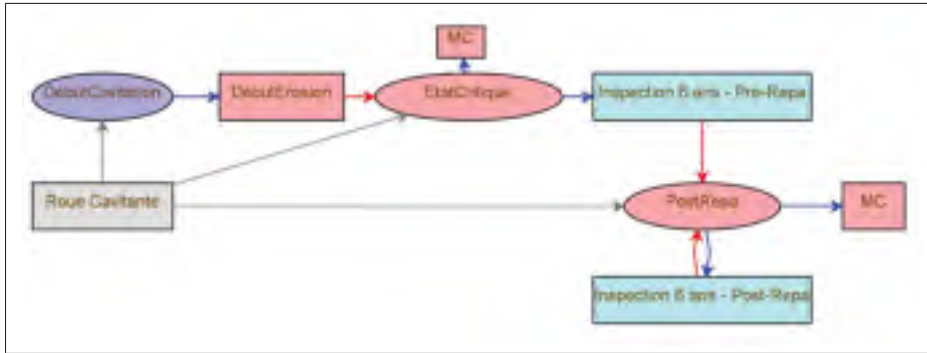 MC
DebutCavitation
DebutErosion
EtatCritique
Inspection 6 ans - Pre-Repa
Roue Cavitante
PostRepa
MC
Inspection 6 ans - Post-Repa